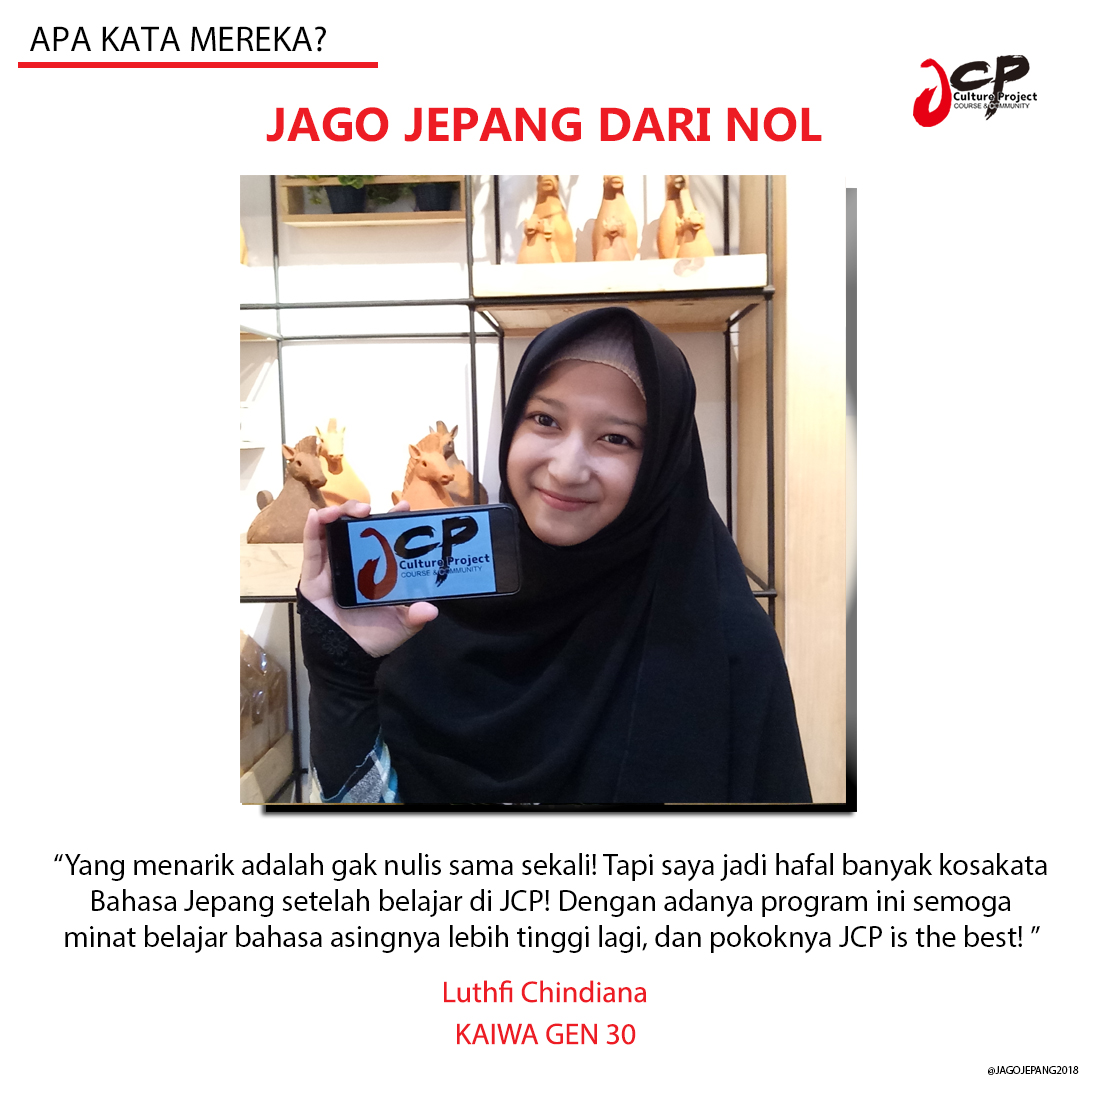 APA KATA MEREKA?
JCP
Culture Project
COURSE & COMMUNITY
JAGO JEPANG DARI NOL
JCP
Culture Project
COURSE & COMMUNITY
“Yang menarik adalah gak nulis sama sekali! Tapi saya jadi hafal banyak kosakata
Bahasa Jepang setelah belajar di JCP! Dengan adanya program ini semoga
minat belajar bahasa asingnya lebih tinggi lagi, dan pokoknya JCP is the best! ”
Luthfi Chindiana
KAIWA GEN 30
@JAGOJEPANG2018